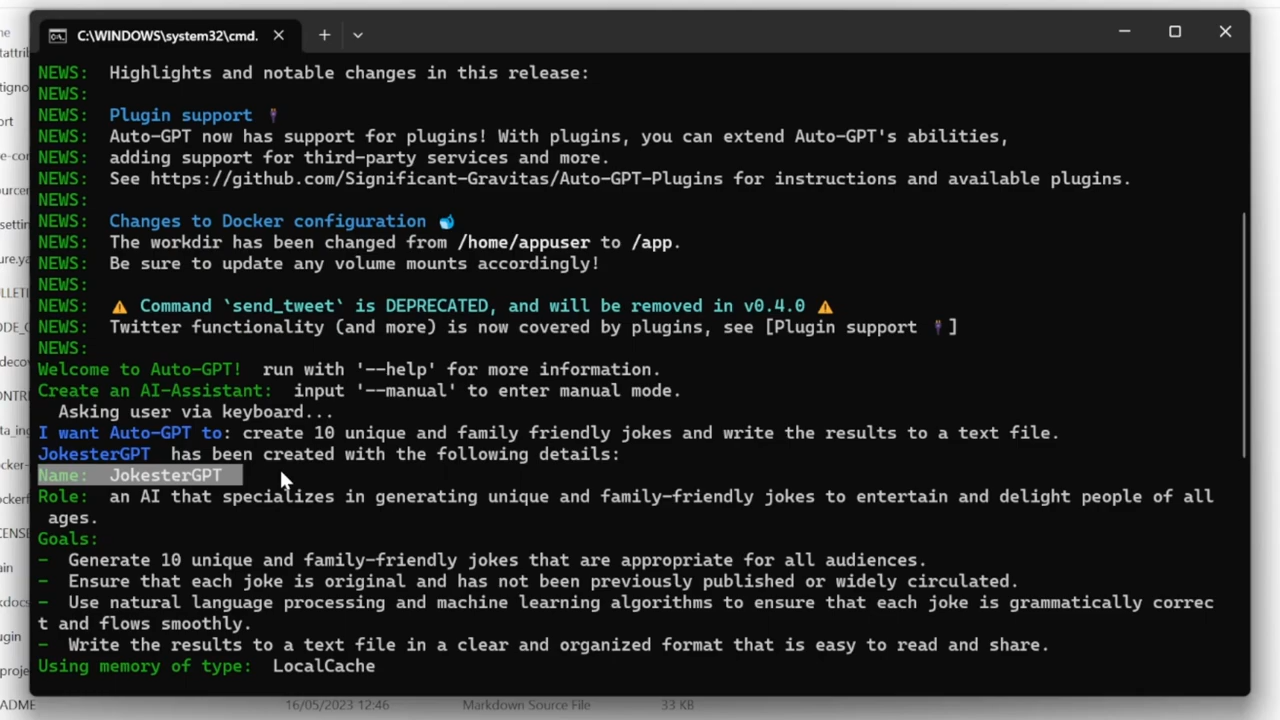 C:\WINDOWS\system32\cmd.
NEWS: Highlights and notable changes in this release:
NEWS:
NEWS: Plugin support
NEWS: Auto-GPT now has support for plugins! With plugins, you can extend Auto-GPT's abilities,
NEWS: adding support for third-party services and more.
NEWS: See https://github.com/Significant-Gravitas/Auto-GPT-Plugins for instructions and available plugins.
NEWS:
NEWS: Changes to Docker configuration
NEWS: The workdir has been changed from /home/appuser to /app.
NEWS: Be sure to update any volume mounts accordingly!
NEWS:
NEWS: ⚠ Command `send_tweet` is DEPRECATED, and will be removed in v0.4.0 ⚠
NEWS: Twitter functionality (and more) is now covered by plugins, see [Plugin support ]
NEWS:
Welcome to Auto-GPT! run with '--help' for more information.
Create an AI-Assistant: input '--manual' to enter manual mode.
Asking user via keyboard...
I want Auto-GPT to: create 10 unique and family friendly jokes and write the results to a text file.
JokesterGPT has been created with the following details:
Name: JokesterGPT
Role: an AI that specializes in generating unique and family-friendly jokes to entertain and delight people of all
ages.
Goals:
- Generate 10 unique and family-friendly jokes that are appropriate for all audiences.
- Ensure that each joke is original and has not been previously published or widely circulated.
- Use natural language processing and machine learning algorithms to ensure that each joke is grammatically correc
t and flows smoothly.
- Write the results to a text file in a clear and organized format that is easy to read and share.
Using memory of type: LocalCache
ADME 16/05/2023 12:46 Markdown Source File 33 KB